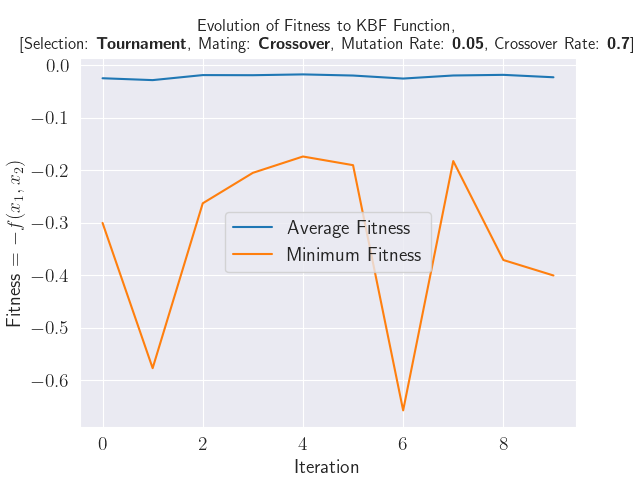 Evolution of Fitness to KBF Function,
[Selection: Tournament, Mating: Crossover, Mutation Rate: 0.05, Crossover Rate: 0.7]
0.0
−0.1
−0.2
−0.3
−0.4
−0.5
−0.6
Fitness = −f(x₁, x₂)
Average Fitness
Minimum Fitness
0 2 4 6 8
Iteration